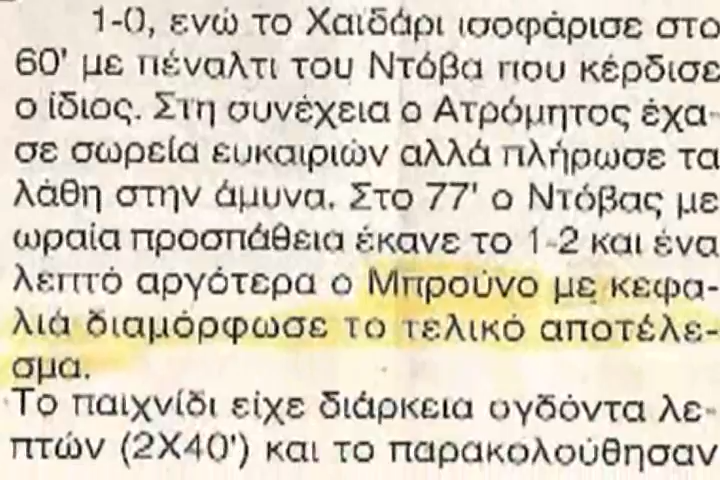 1-0, ενώ το Χαϊδάρι ισοφάρισε στο
60' με πέναλτι του Ντόβα που κέρδισε
ο ίδιος. Στη συνέχεια ο Ατρόμητος έχα-
σε σωρεία ευκαιριών αλλά πλήρωσε τα
λάθη στην άμυνα. Στο 77' ο Ντόβας με
ωραία προσπάθεια έκανε το 1-2 και ένα
λεπτό αργότερα ο Μπρούνο με κεφα-
λιά διαμόρφωσε το τελικό αποτέλε-
σμα.
Το παιχνίδι είχε διάρκεια ογδόντα λε-
πτών (2Χ40') και το παρακολούθησαν